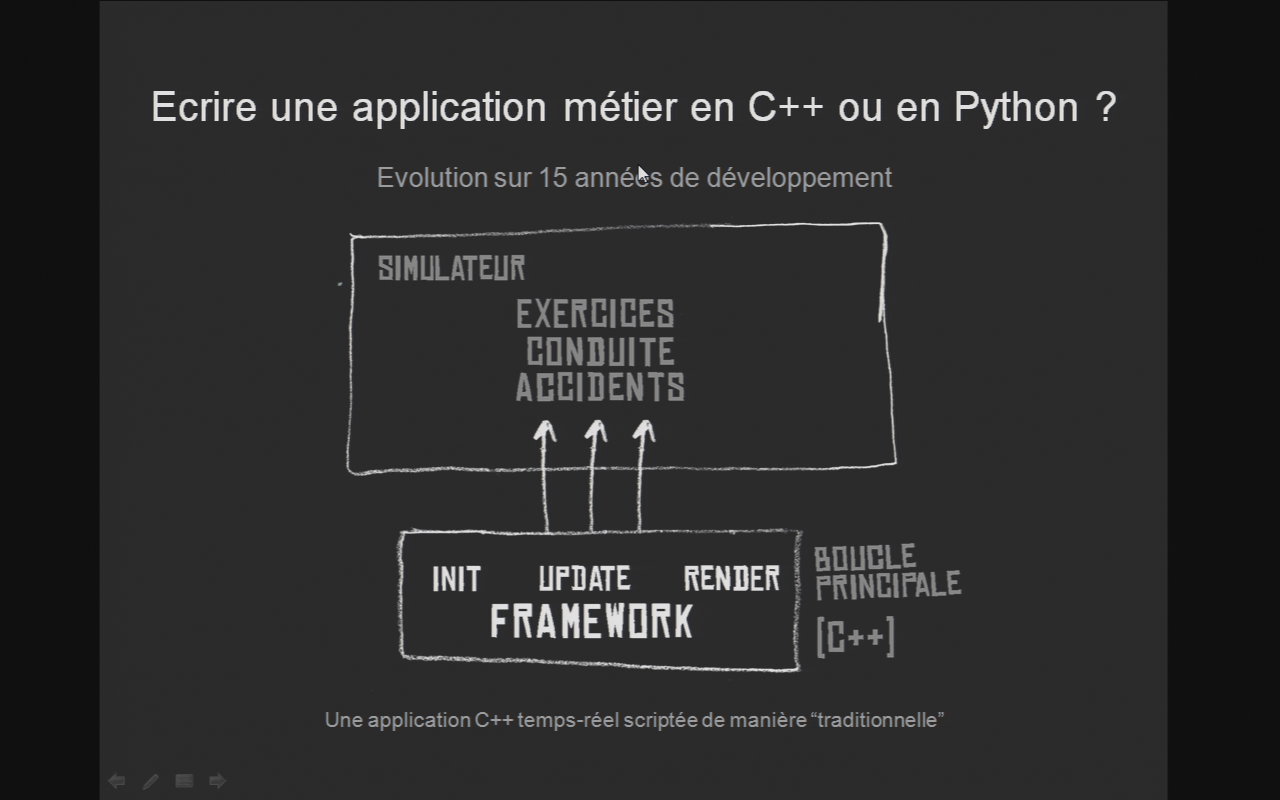 Ecrire une application métier en C++ ou en Python ?
Evolution sur 15 années de développement
SIMULATEUR
EXERCICES
CONDUITE
ACCIDENTS
INIT UPDATE RENDER
FRAMEWORK
BOUCLE
PRINCIPALE
[C++]
Une application C++ temps-réel scriptée de manière “traditionnelle”